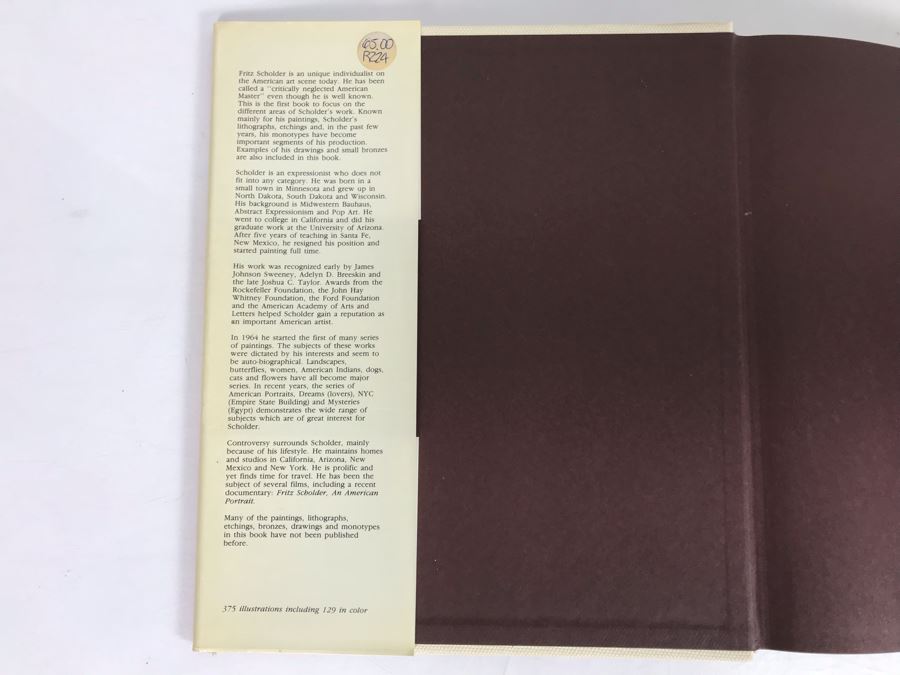 65.00
R224
Fritz Scholder is an unique individualist on
the American art scene today. He has been
called a "critically neglected American
Master" even though he is well known.
This is the first book to focus on the
different areas of Scholder's work. Known
mainly for his paintings, Scholder's
lithographs, etchings and, in the past few
years, his monotypes have become
important segments of his production.
Examples of his drawings and small bronzes
are also included in this book.
Scholder is an expressionist who does not
fit into any category. He was born in a
small town in Minnesota and grew up in
North Dakota, South Dakota and Wisconsin.
His background is Midwestern Bauhaus,
Abstract Expressionism and Pop Art. He
went to college in California and did his
graduate work at the University of Arizona.
After five years of teaching in Santa Fe,
New Mexico, he resigned his position and
started painting full time.
His work was recognized early by James
Johnson Sweeney, Adelyn D. Breeskin and
the late Joshua C. Taylor. Awards from the
Rockefeller Foundation, the John Hay
Whitney Foundation, the Ford Foundation
and the American Academy of Arts and
Letters helped Scholder gain a reputation as
an important American artist.
In 1964 he started the first of many series
of paintings. The subjects of these works
were dictated by his interests and seem to
be auto-biographical. Landscapes,
butterflies, women, American Indians, dogs,
cats and flowers have all become major
series. In recent years, the series of
American Portraits, Dreams (lovers), NYC
(Empire State Building) and Mysteries
(Egypt) demonstrates the wide range of
subjects which are of great interest for
Scholder.
Controversy surrounds Scholder, mainly
because of his lifestyle. He maintains homes
and studios in California, Arizona, New
Mexico and New York. He is prolific and
yet finds time for travel. He has been the
subject of several films, including a recent
documentary: Fritz Scholder, An American
Portrait.
Many of the paintings, lithographs,
etchings, bronzes, drawings and monotypes
in this book have not been published
before.
375 illustrations including 129 in color